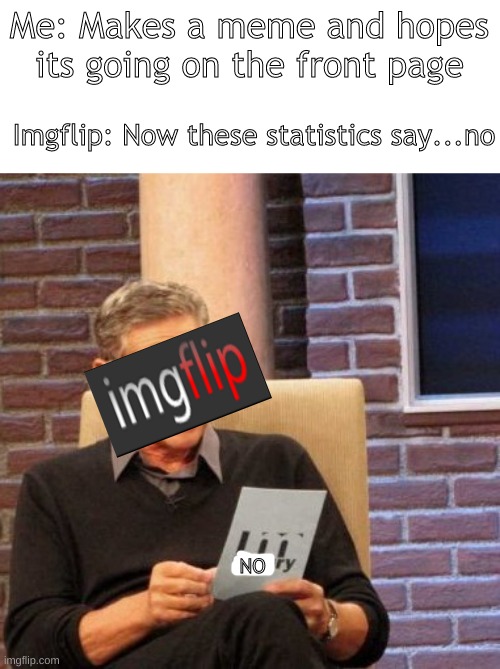 Me: Makes a meme and hopes
its going on the front page
Imgflip: Now these statistics say...no
imgflip
NO
ry
imgflip.com